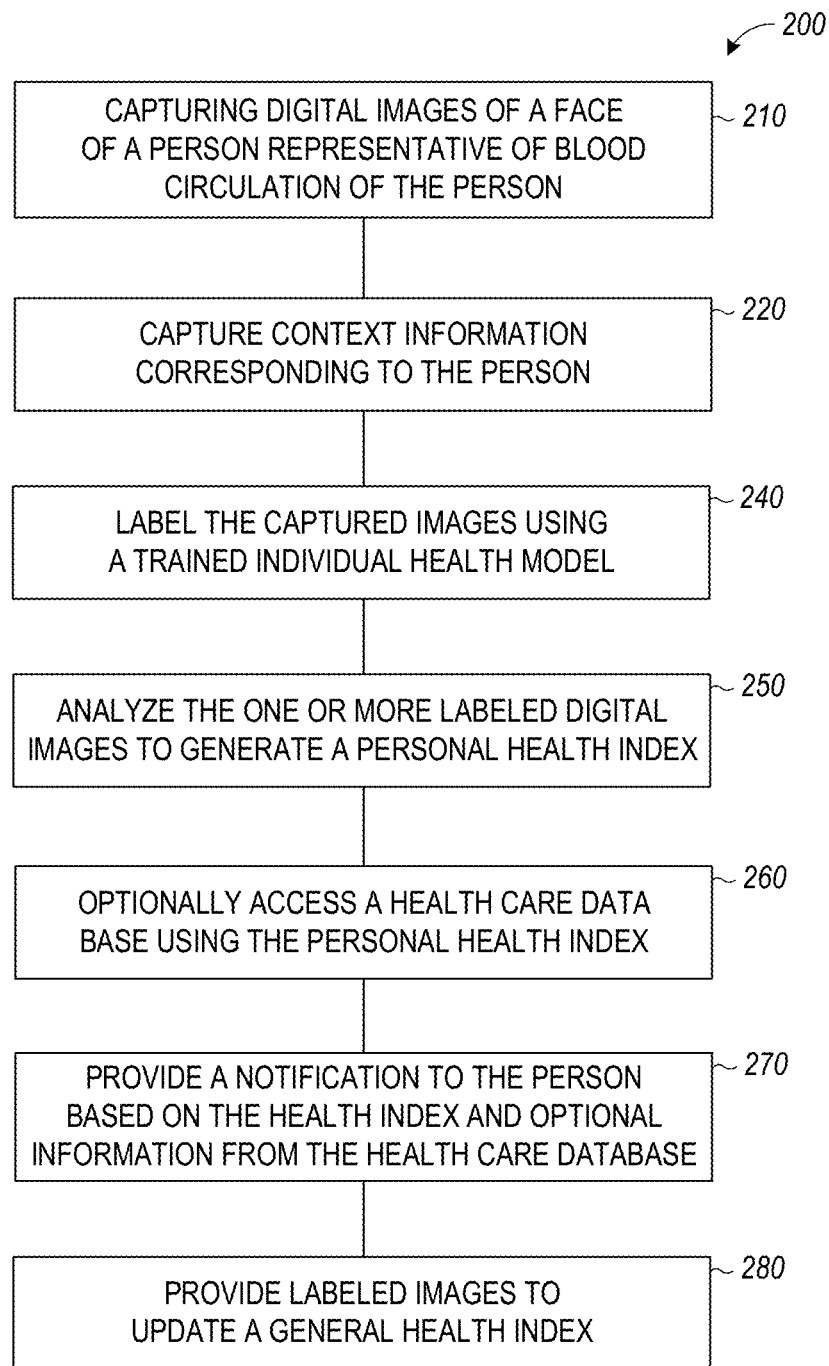 200
CAPTURING DIGITAL IMAGES OF A FACE
OF A PERSON REPRESENTATIVE OF BLOOD
CIRCULATION OF THE PERSON
210
CAPTURE CONTEXT INFORMATION
CORRESPONDING TO THE PERSON
220
LABEL THE CAPTURED IMAGES USING
A TRAINED INDIVIDUAL HEALTH MODEL
240
ANALYZE THE ONE OR MORE LABELED DIGITAL
IMAGES TO GENERATE A PERSONAL HEALTH INDEX
250
OPTIONALLY ACCESS A HEALTH CARE DATA
BASE USING THE PERSONAL HEALTH INDEX
260
PROVIDE A NOTIFICATION TO THE PERSON
BASED ON THE HEALTH INDEX AND OPTIONAL
INFORMATION FROM THE HEALTH CARE DATABASE
270
PROVIDE LABELED IMAGES TO
UPDATE A GENERAL HEALTH INDEX
280